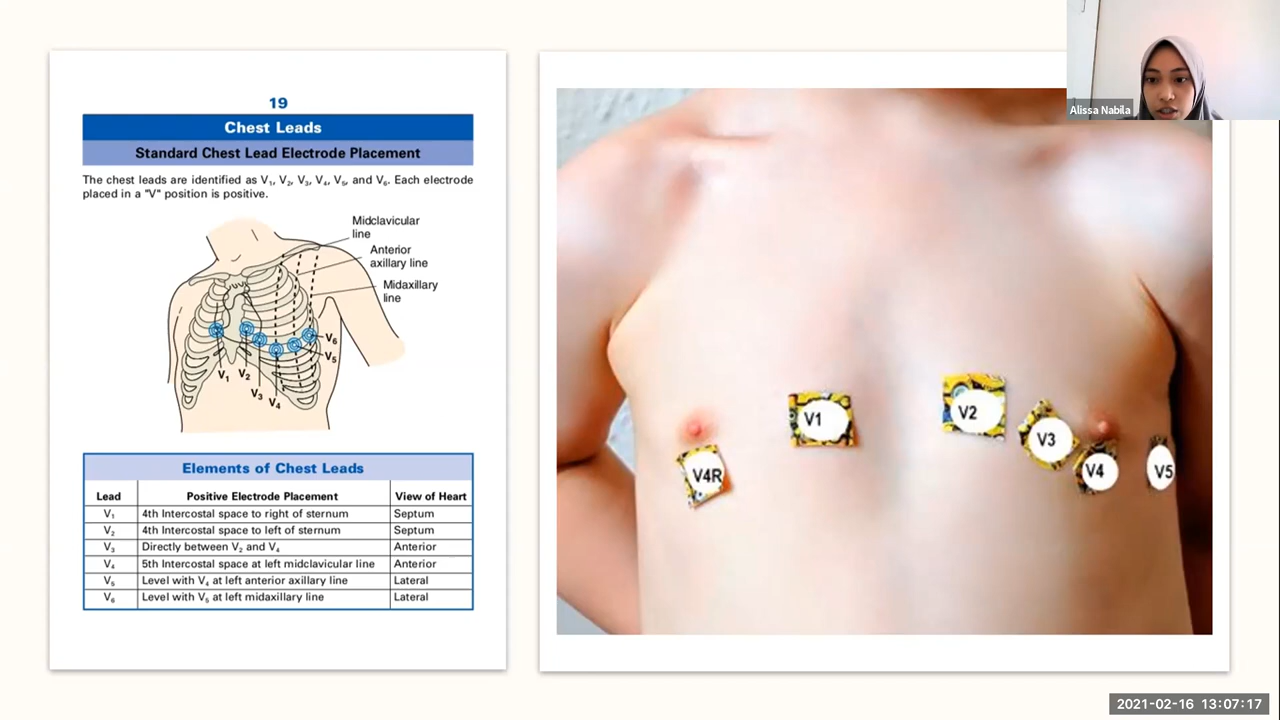 19
Chest Leads
Standard Chest Lead Electrode Placement
The chest leads are identified as V₁, V₂, V₃, V₄, V₅, and V₆. Each electrode
placed in a "V" position is positive.
Midclavicular
line
Anterior
axillary line
Midaxillary
line
V₆
V₅
V₁ V₂
V₃ V₄
Elements of Chest Leads
Lead Positive Electrode Placement View of Heart
V₁ 4th Intercostal space to right of sternum Septum
V₂ 4th Intercostal space to left of sternum Septum
V₃ Directly between V₂ and V₄ Anterior
V₄ 5th Intercostal space at left midclavicular line Anterior
V₅ Level with V₄ at left anterior axillary line Lateral
V₆ Level with V₅ at left midaxillary line Lateral
V1
V2
V3
V4R
V4
V5
Alissa Nabila
2021-02-16 13:07:17